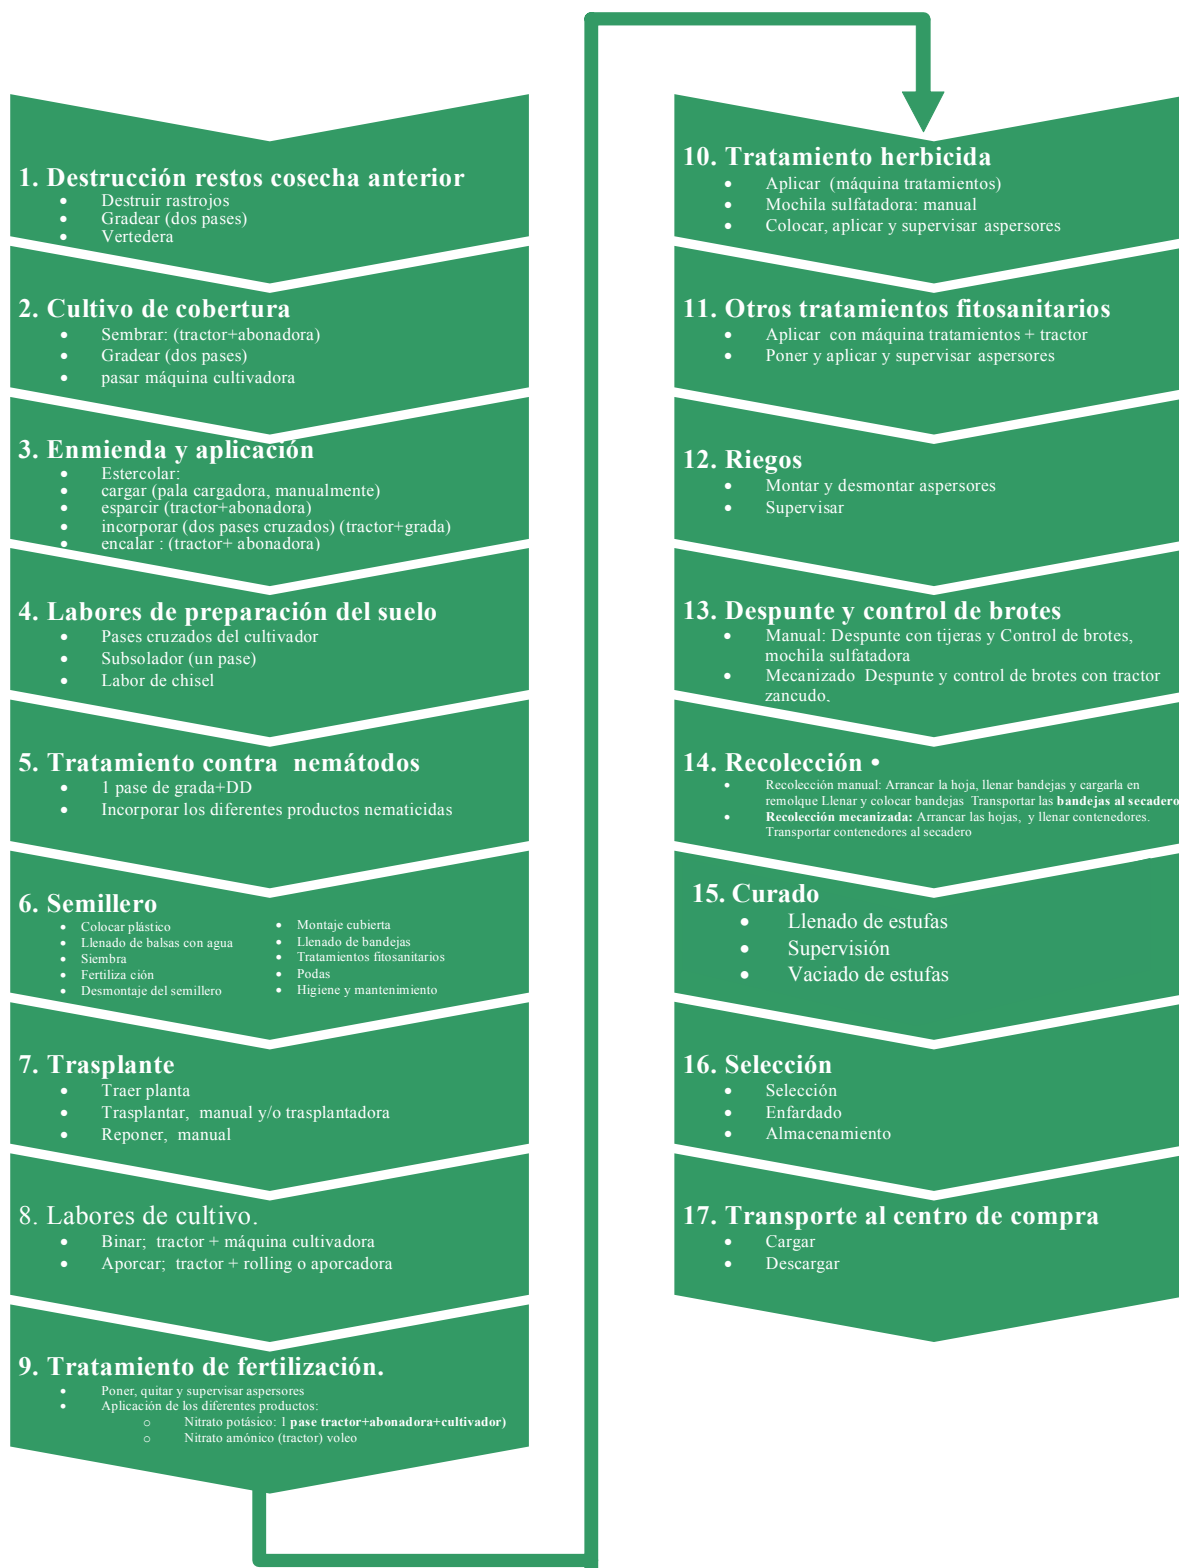 1. Destrucción restos cosecha anterior
• Destruir rastrojos
• Gradear (dos pases)
• Vertedera
2. Cultivo de cobertura
• Sembrar: (tractor+abonadora)
• Gradear (dos pases)
• pasar máquina cultivadora
3. Enmienda y aplicación
• Estercolar:
• cargar (pala cargadora, manualmente)
• esparcir (tractor+abonadora)
• incorporar (dos pases cruzados) (tractor+grada)
• encalar : (tractor+ abonadora)
4. Labores de preparación del suelo
• Pases cruzados del cultivador
• Subsolador (un pase)
• Labor de chisel
5. Tratamiento contra nemátodos
• 1 pase de grada+DD
• Incorporar los diferentes productos nematicidas
6. Semillero
• Colocar plástico
• Llenado de balsas con agua
• Siembra
• Fertiliza ción
• Desmontaje del semillero
• Montaje cubierta
• Llenado de bandejas
• Tratamientos fitosanitarios
• Podas
• Higiene y mantenimiento
7. Trasplante
• Traer planta
• Trasplantar, manual y/o trasplantadora
• Reponer, manual
8. Labores de cultivo.
• Binar; tractor + máquina cultivadora
• Aporcar; tractor + rolling o aporcadora
9. Tratamiento de fertilización.
• Poner, quitar y supervisar aspersores
• Aplicación de los diferentes productos:
o Nitrato potásico: 1 pase tractor+abonadora+cultivador)
o Nitrato amónico (tractor) voleo
10. Tratamiento herbicida
• Aplicar (máquina tratamientos)
• Mochila sulfatadora: manual
• Colocar, aplicar y supervisar aspersores
11. Otros tratamientos fitosanitarios
• Aplicar con máquina tratamientos + tractor
• Poner y aplicar y supervisar aspersores
12. Riegos
• Montar y desmontar aspersores
• Supervisar
13. Despunte y control de brotes
• Manual: Despunte con tijeras y Control de brotes,
mochila sulfatadora
• Mecanizado Despunte y control de brotes con tractor
zancudo,
14. Recolección •
• Recolección manual: Arrancar la hoja, llenar bandejas y cargarla en
remolque Llenar y colocar bandejas Transportar las bandejas al secadero
• Recolección mecanizada: Arrancar las hojas, y llenar contenedores.
Transportar contenedores al secadero
15. Curado
• Llenado de estufas
• Supervisión
• Vaciado de estufas
16. Selección
• Selección
• Enfardado
• Almacenamiento
17. Transporte al centro de compra
• Cargar
• Descargar